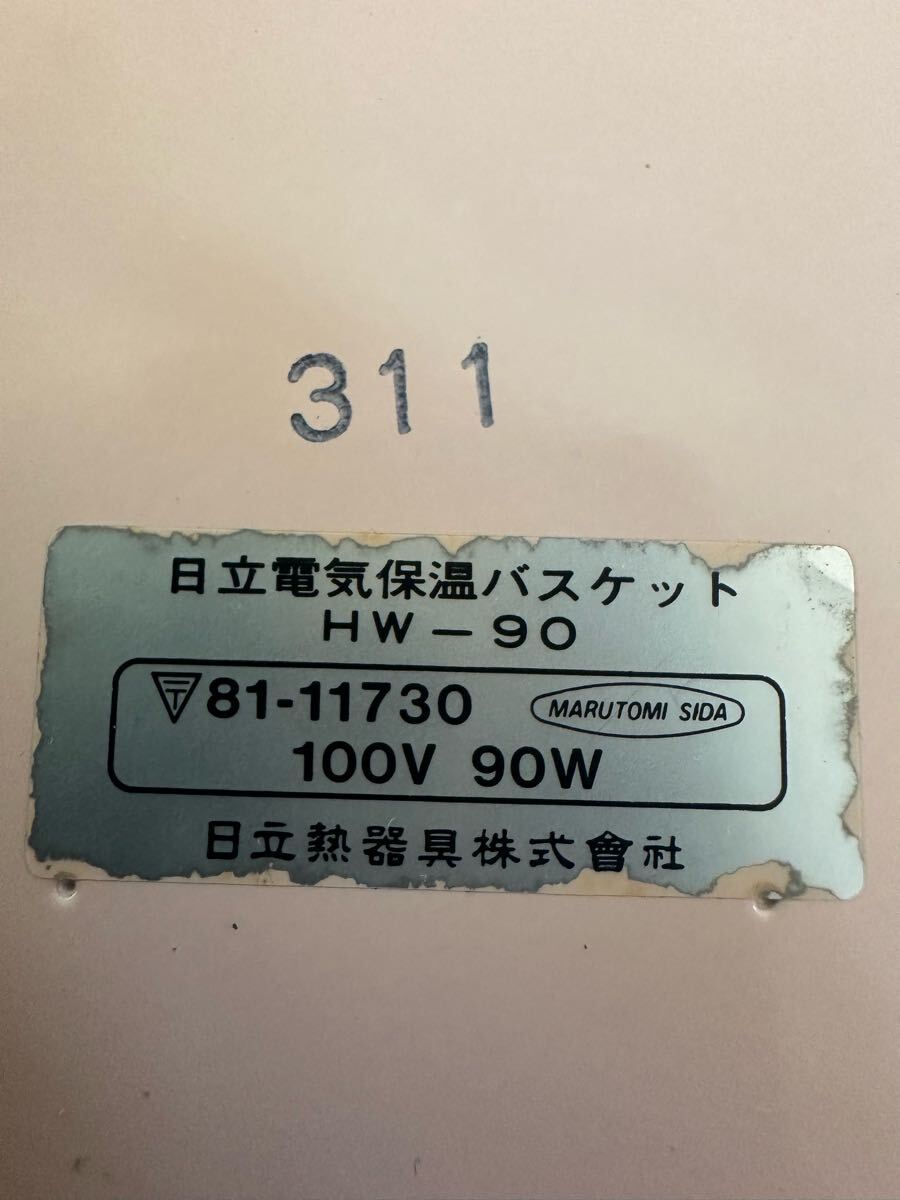 311
日立電気保温バスケット
HW-90
〒81-11730 MARUTOMI SIDA
100V 90W
日立熱器具株式會社